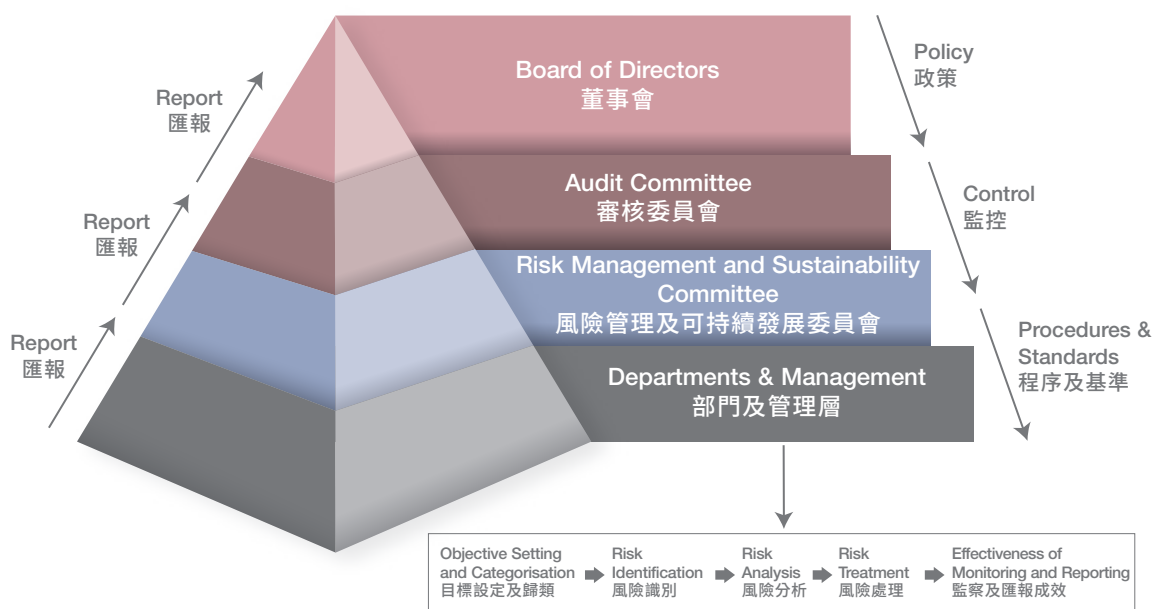 Board of Directors
董事會
Policy
政策
Report
匯報
Audit Committee
審核委員會
Control
監控
Report
匯報
Risk Management and Sustainability
Committee
風險管理及可持續發展委員會
Procedures &
Standards
程序及基準
Report
匯報
Departments & Management
部門及管理層
Objective Setting
and Categorisation
目標設定及歸類
Risk
Identification
風險識別
Risk
Analysis
風險分析
Risk
Treatment
風險處理
Effectiveness of
Monitoring and Reporting
監察及匯報成效